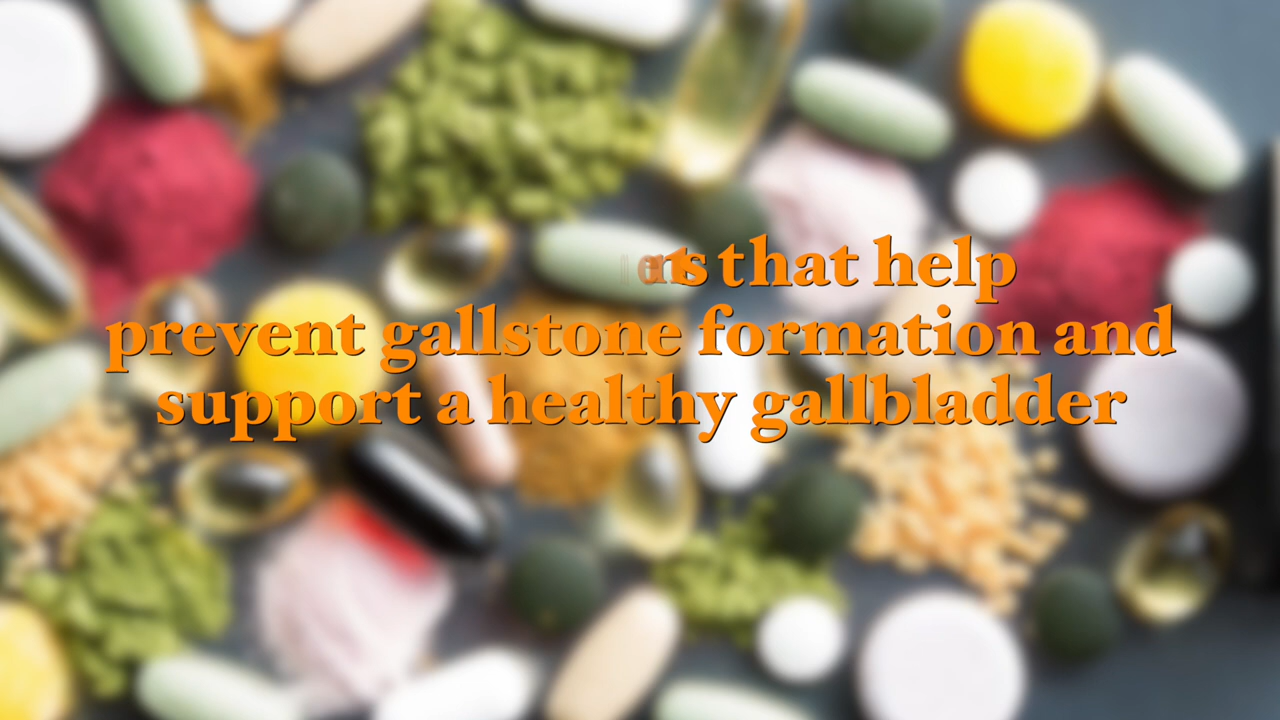 that help
prevent gallstone formation and
support a healthy gallbladder